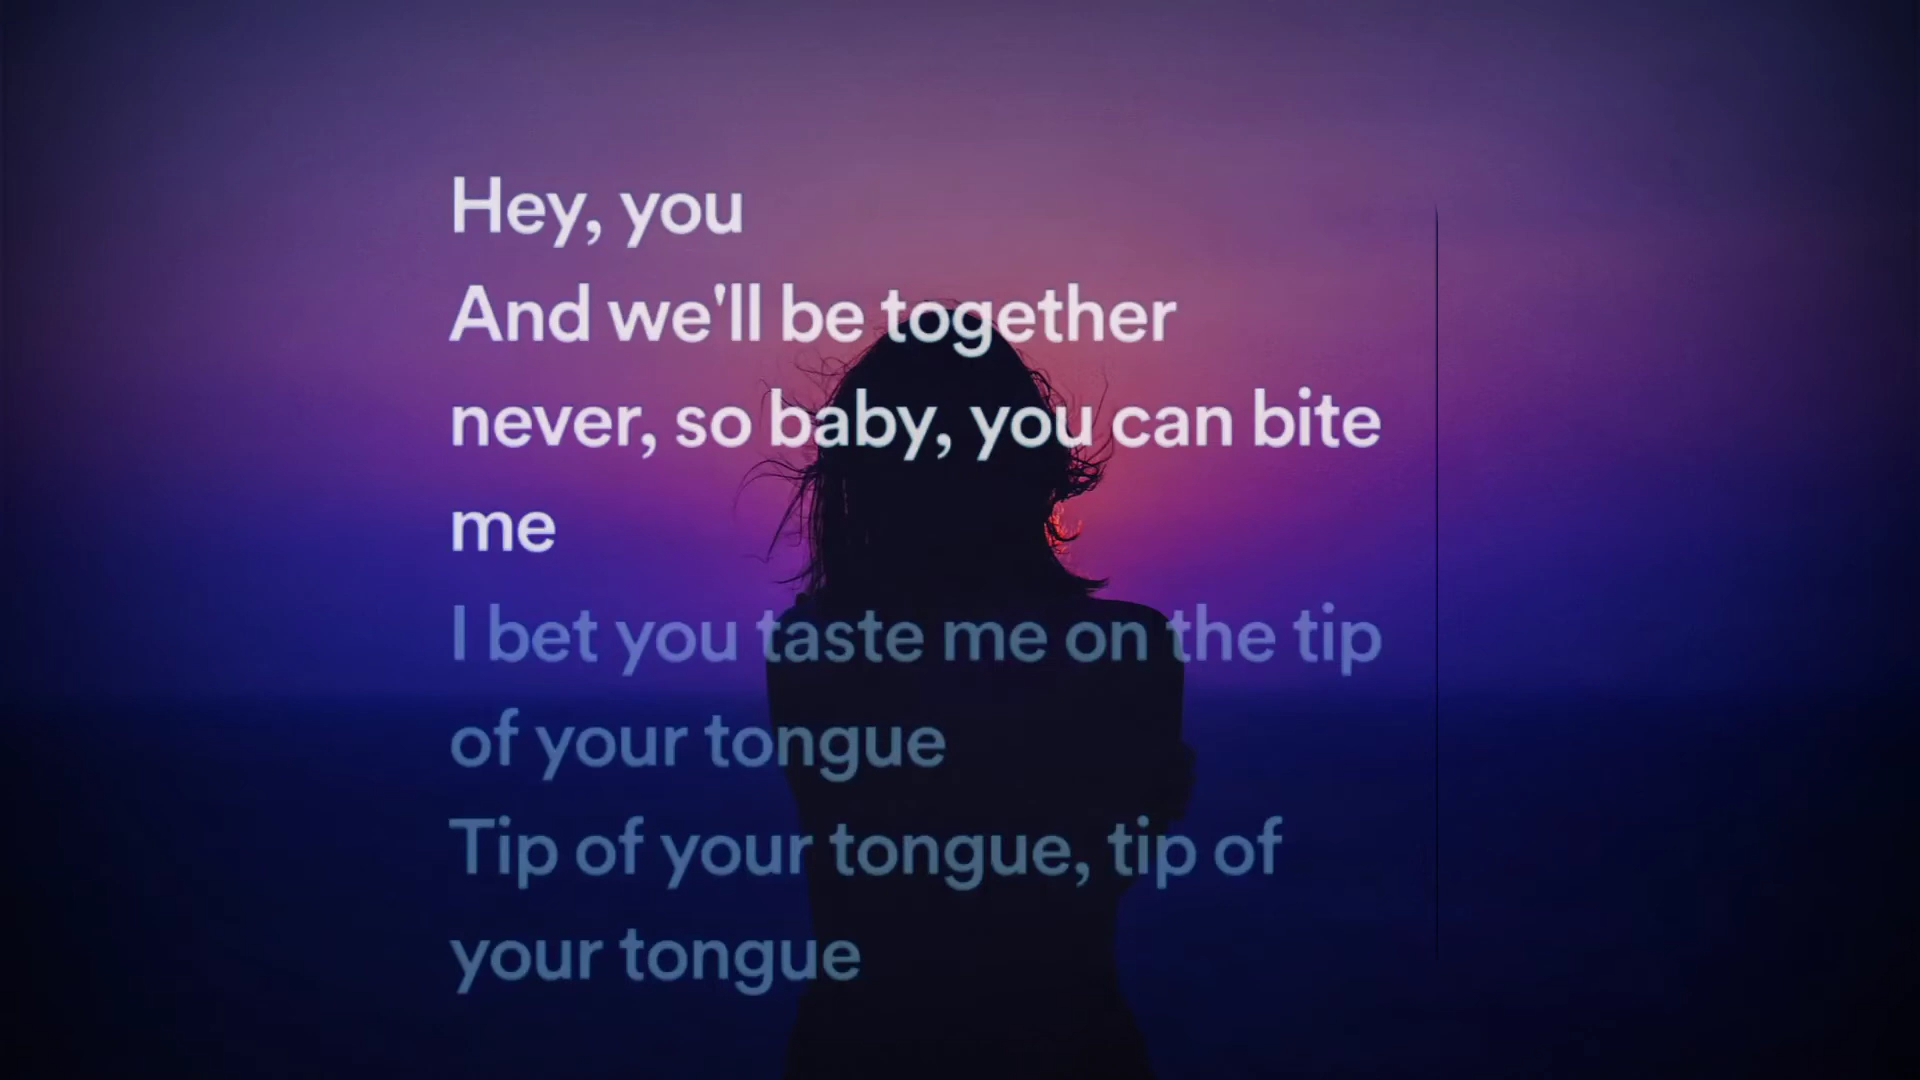 Hey, you
And we'll be together
never, so baby, you can bite
me
I bet you taste me on the tip
of your tongue
Tip of your tongue, tip of
your tongue